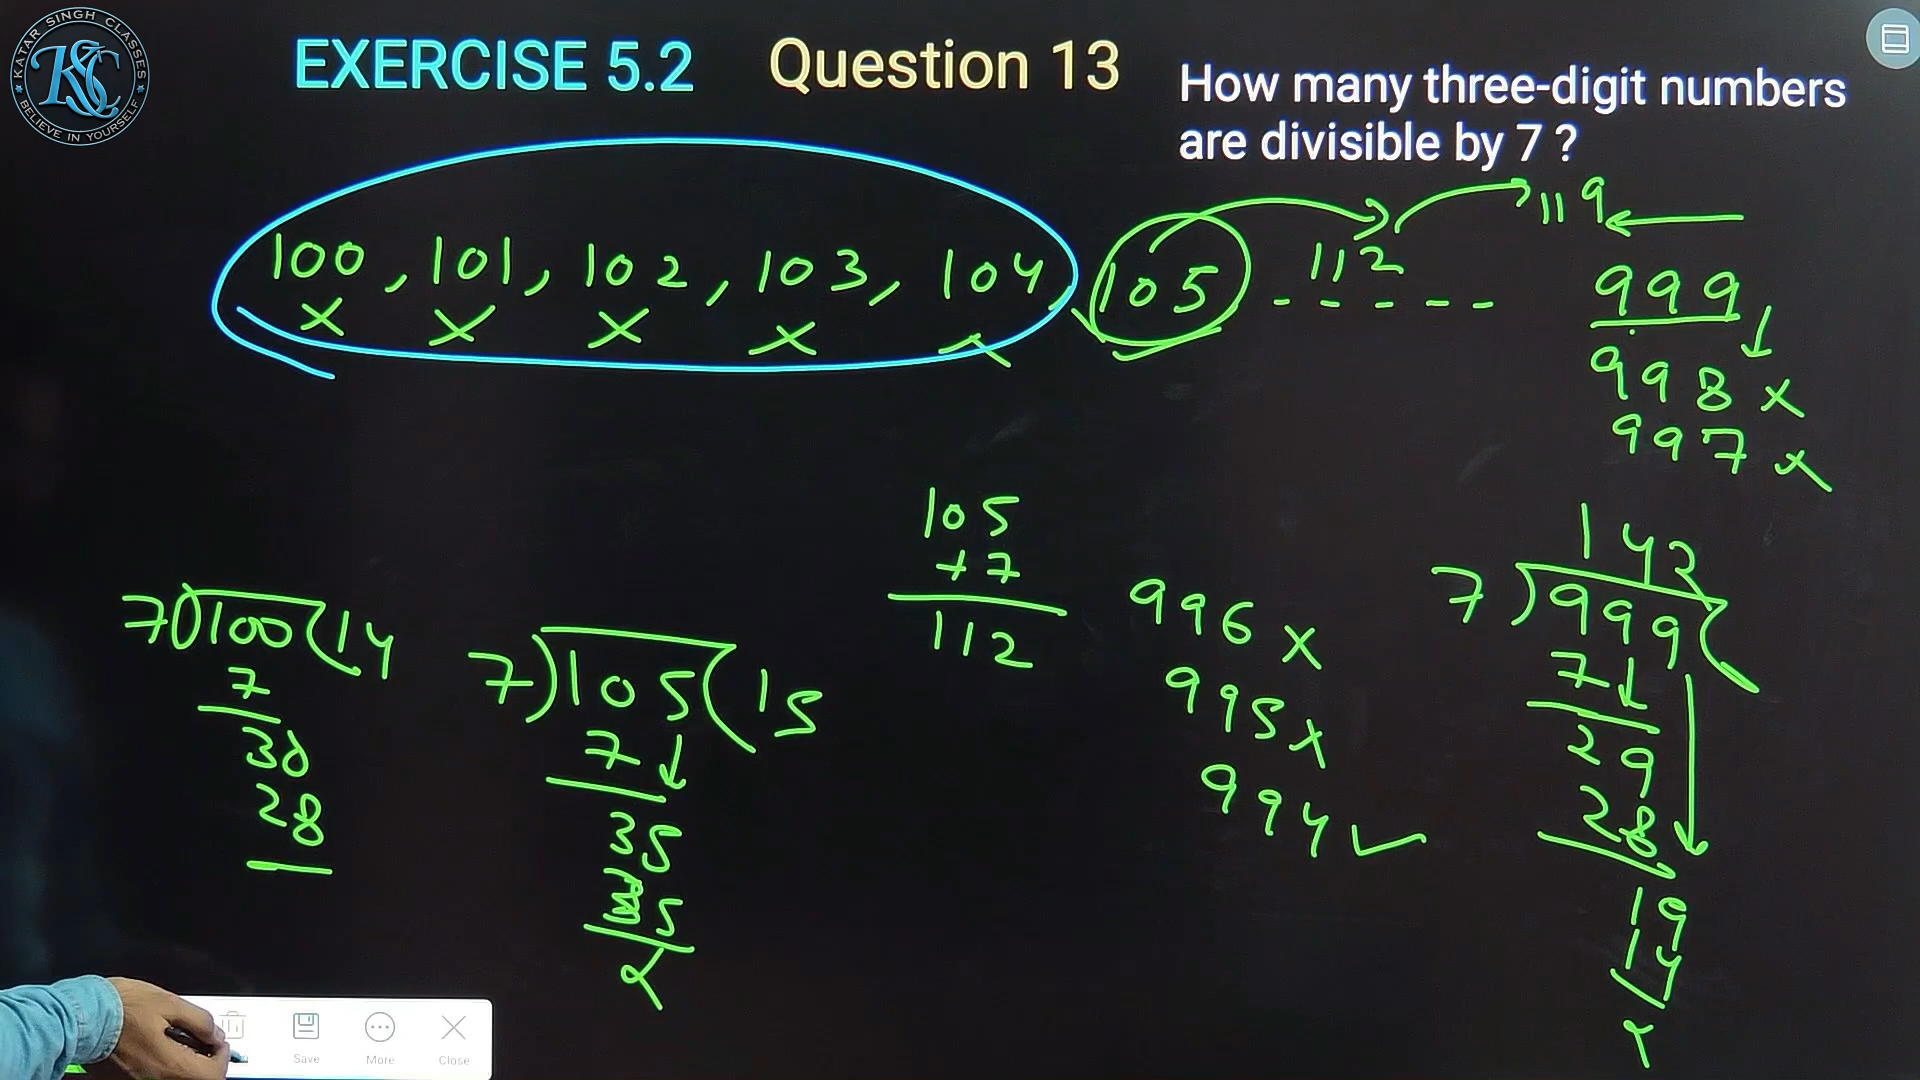 KATAR SINGH CLASSES
KSC
BELIEVE IN YOURSELF
EXERCISE 5.2 Question 13
How many three-digit numbers
are divisible by 7 ?
100, 101, 102, 103, 104, 105 - - - - -
x x x x x
112
119
999
998 x
997 x
996 x
995 x
994 ✓
7)100(14
7
30
28
7)105(15
7
35
35
105
+7
112
142
7)999(
7
29
28
19
14
Save
More
Close